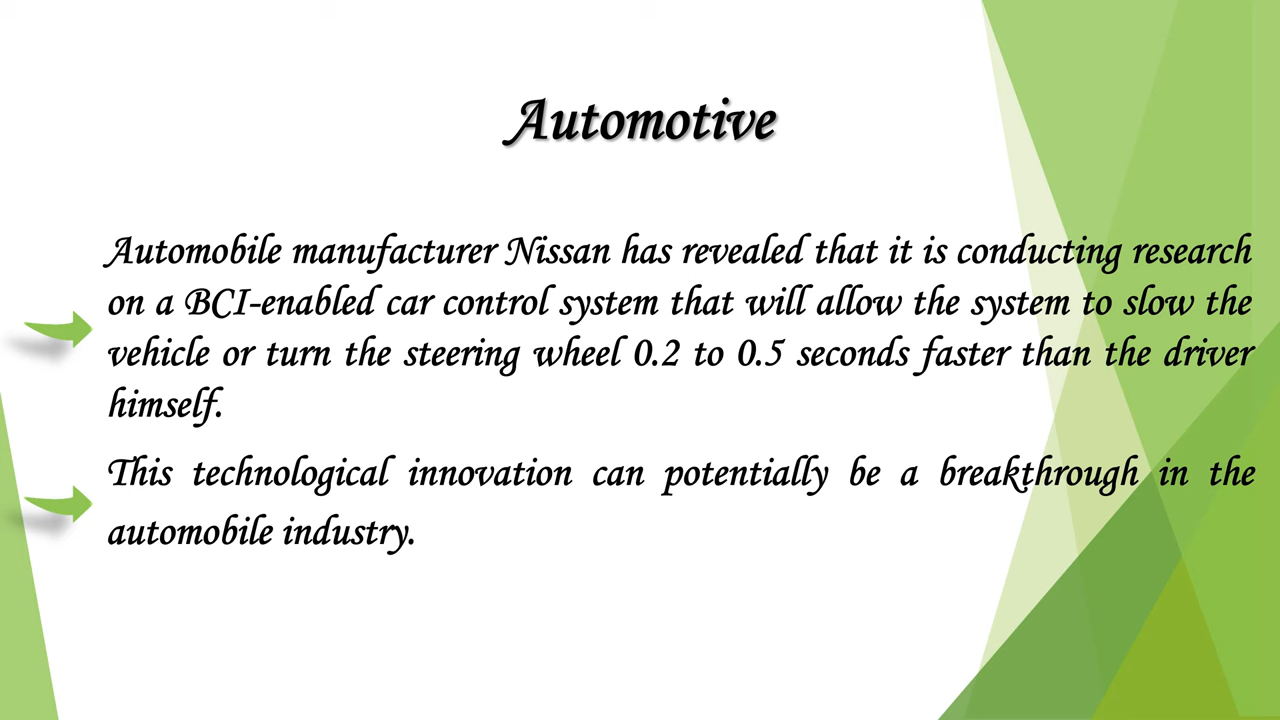 Automotive
Automobile manufacturer Nissan has revealed that it is conducting research
on a BCI-enabled car control system that will allow the system to slow the
vehicle or turn the steering wheel 0.2 to 0.5 seconds faster than the driver
himself.
This technological innovation can potentially be a breakthrough in the
automobile industry.